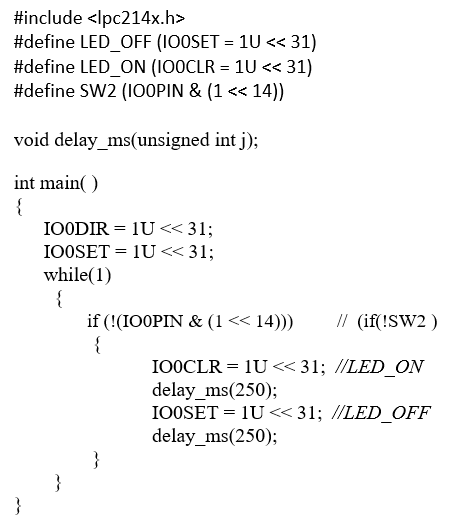 #include <lpc214x.h>
#define LED_OFF (IO0SET = 1U << 31)
#define LED_ON (IO0CLR = 1U << 31)
#define SW2 (IO0PIN & (1 << 14))
void delay_ms(unsigned int j);
int main( )
{
IO0DIR = 1U << 31;
IO0SET = 1U << 31;
while(1)
{
if (!(IO0PIN & (1 << 14))) // (if(!SW2 )
{
IO0CLR = 1U << 31; //LED_ON
delay_ms(250);
IO0SET = 1U << 31; //LED_OFF
delay_ms(250);
}
}
}